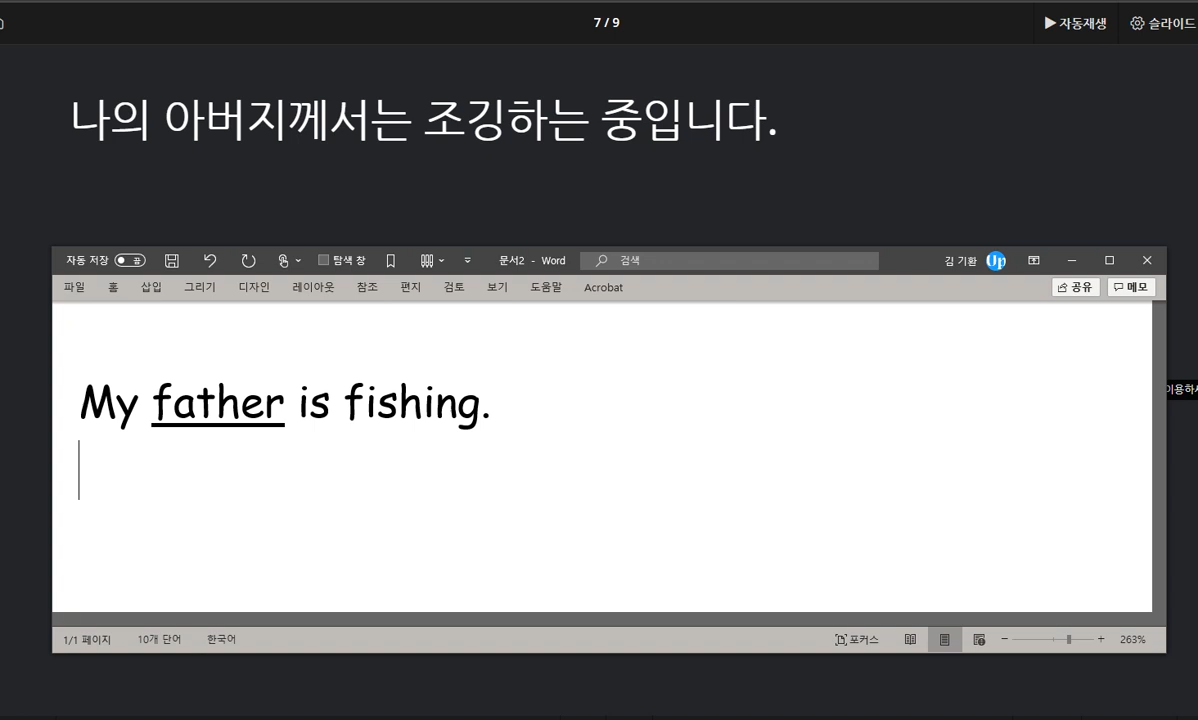 7 / 9
▶ 자동재생
슬라이드
나의 아버지께서는 조깅하는 중입니다.
자동 저장 끔
탐색 창
문서2 - Word
검색
김 기환
Up
파일 홈 삽입 그리기 디자인 레이아웃 참조 편지 검토 보기 도움말 Acrobat
공유
메모
이용하세
My father is fishing.
1/1 페이지 10개 단어 한국어
포커스
263%